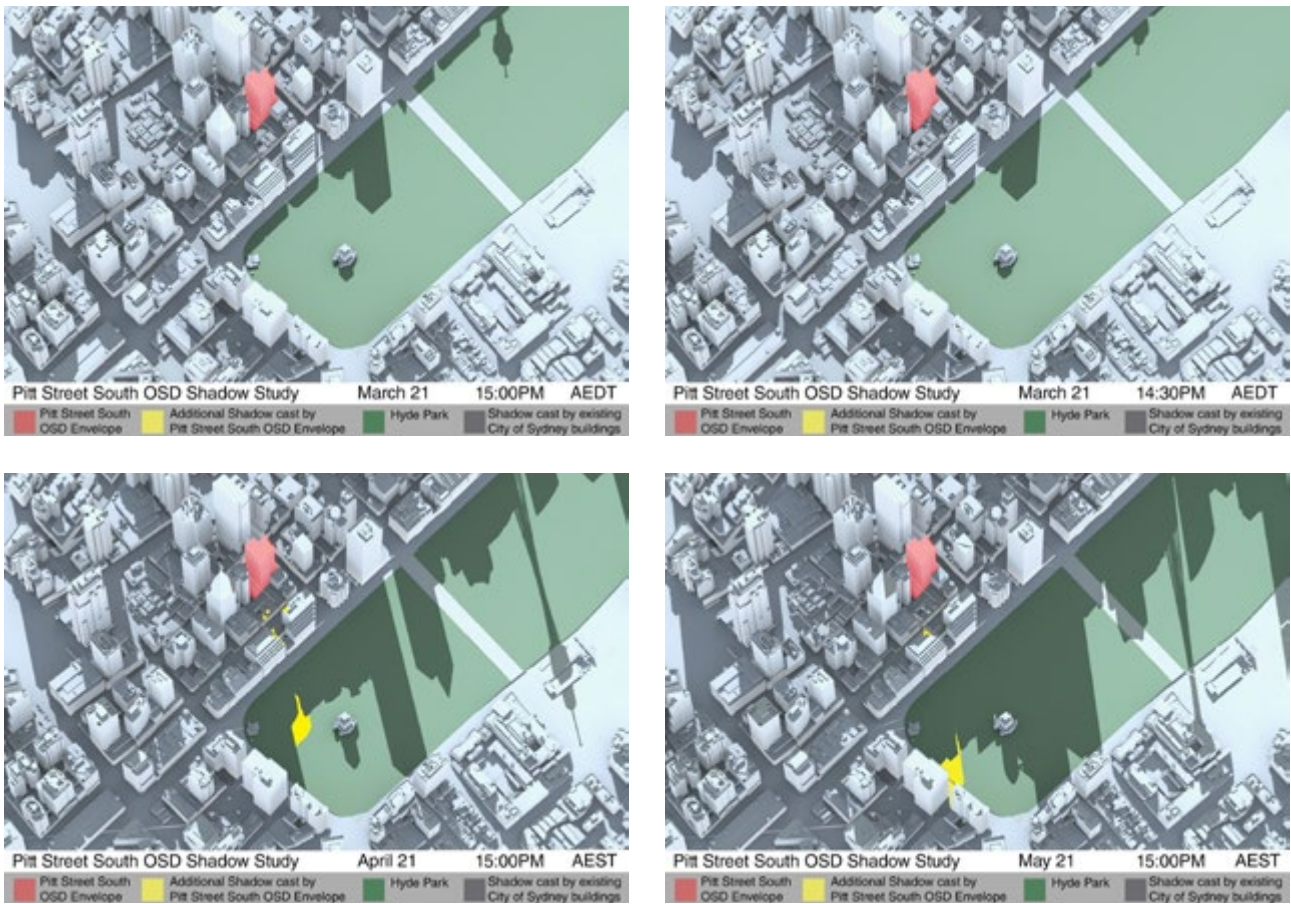 Pitt Street South OSD Shadow Study March 21 15:00PM AEDT
Pitt Street South OSD Envelope Additional Shadow cast by Pitt Street South OSD Envelope Hyde Park Shadow cast by existing City of Sydney buildings
Pitt Street South OSD Shadow Study March 21 14:30PM AEDT
Pitt Street South OSD Envelope Additional Shadow cast by Pitt Street South OSD Envelope Hyde Park Shadow cast by existing City of Sydney buildings
Pitt Street South OSD Shadow Study April 21 15:00PM AEST
Pitt Street South OSD Envelope Additional Shadow cast by Pitt Street South OSD Envelope Hyde Park Shadow cast by existing City of Sydney buildings
Pitt Street South OSD Shadow Study May 21 15:00PM AEST
Pitt Street South OSD Envelope Additional Shadow cast by Pitt Street South OSD Envelope Hyde Park Shadow cast by existing City of Sydney buildings